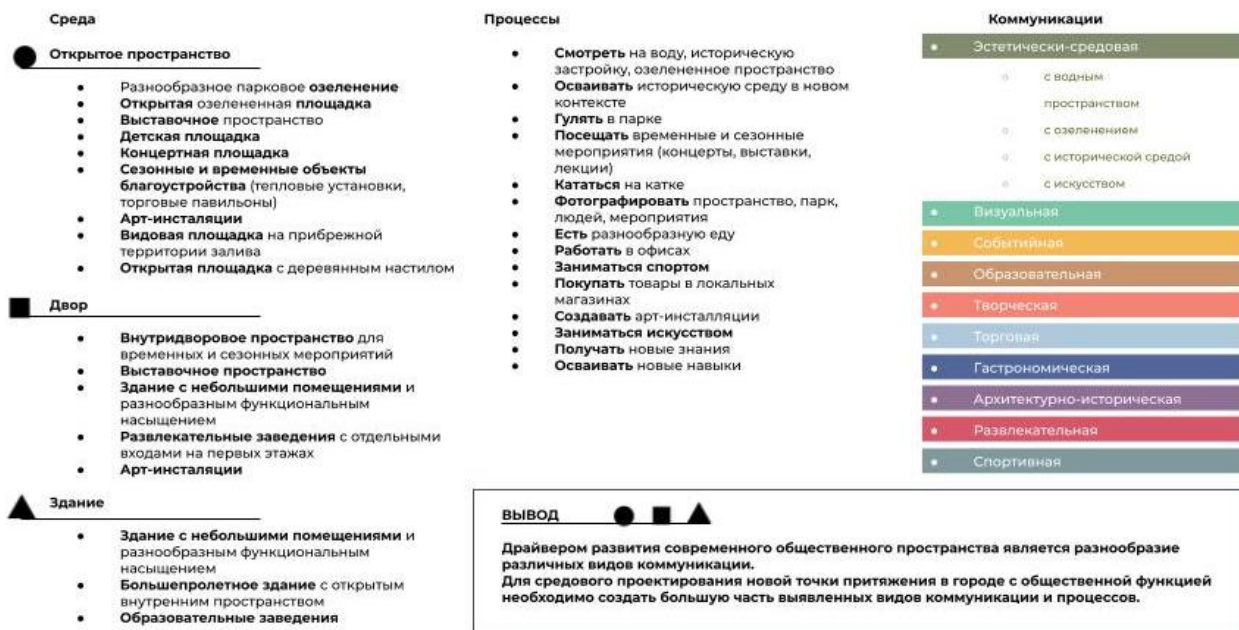 Среда
Открытое пространство
Разнообразное парковое озеленение
Открытая озелененная площадка
Выставочное пространство
Детская площадка
Концертная площадка
Сезонные и временные объекты
благоустройства (тепловые установки,
торговые павильоны)
Арт-инсталяции
Видовая площадка на прибрежной
территории залива
Открытая площадка с деревянным настилом
Двор
Внутридворовое пространство для
временных и сезонных мероприятий
Выставочное пространство
Здание с небольшими помещениями и
разнообразным функциональным
насыщением
Развлекательные заведения с отдельными
входами на первых этажах
Арт-инсталяции
Здание
Здание с небольшими помещениями и
разнообразным функциональным
насыщением
Большепролетное здание с открытым
внутренним пространством
Образовательные заведения
Процессы
Смотреть на воду, историческую
застройку, озелененное пространство
Осваивать историческую среду в новом
контексте
Гулять в парке
Посещать временные и сезонные
мероприятия (концерты, выставки,
лекции)
Кататься на катке
Фотографировать пространство, парк,
людей, мероприятия
Есть разнообразную еду
Работать в офисах
Заниматься спортом
Покупать товары в локальных
магазинах
Создавать арт-инсталляции
Заниматься искусством
Получать новые знания
Осваивать новые навыки
Коммуникации
Эстетически-средовая
с водным
пространством
с озеленением
с исторической средой
с искусством
Визуальная
Событийная
Образовательная
Творческая
Торговая
Гастрономическая
Архитектурно-историческая
Развлекательная
Спортивная
ВЫВОД
Драйвером развития современного общественного пространства является разнообразие
различных видов коммуникации.
Для средового проектирования новой точки притяжения в городе с общественной функцией
необходимо создать большую часть выявленных видов коммуникации и процессов.